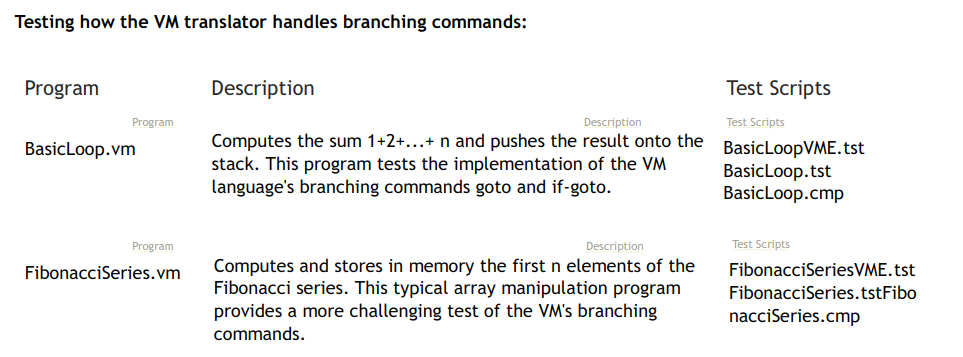 Testing how the VM translator handles branching commands:
Program Description Test Scripts
Program Description Test Scripts
BasicLoop.vm
Computes the sum 1+2+...+ n and pushes the result onto the
stack. This program tests the implementation of the VM
language's branching commands goto and if-goto.
BasicLoopVME.tst
BasicLoop.tst
BasicLoop.cmp
Program Description Test Scripts
FibonacciSeries.vm
Computes and stores in memory the first n elements of the
Fibonacci series. This typical array manipulation program
provides a more challenging test of the VM's branching
commands.
FibonacciSeriesVME.tst
FibonacciSeries.tstFibo
nacciSeries.cmp